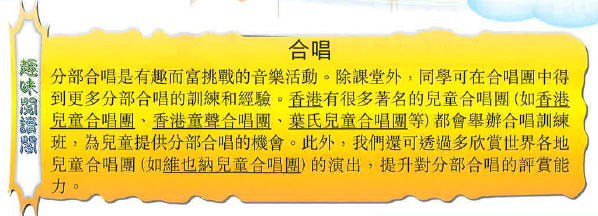 趣味閱讀閣
合唱
分部合唱是有趣而富挑戰的音樂活動。除課堂外，同學可在合唱團中得
到更多分部合唱的訓練和經驗。香港有很多著名的兒童合唱團 (如香港
兒童合唱團、香港童聲合唱團、葉氏兒童合唱團等) 都會舉辦合唱訓練
班，為兒童提供分部合唱的機會。此外，我們還可透過多欣賞世界各地
兒童合唱團 (如維也納兒童合唱團) 的演出，提升對分部合唱的評賞能
力。